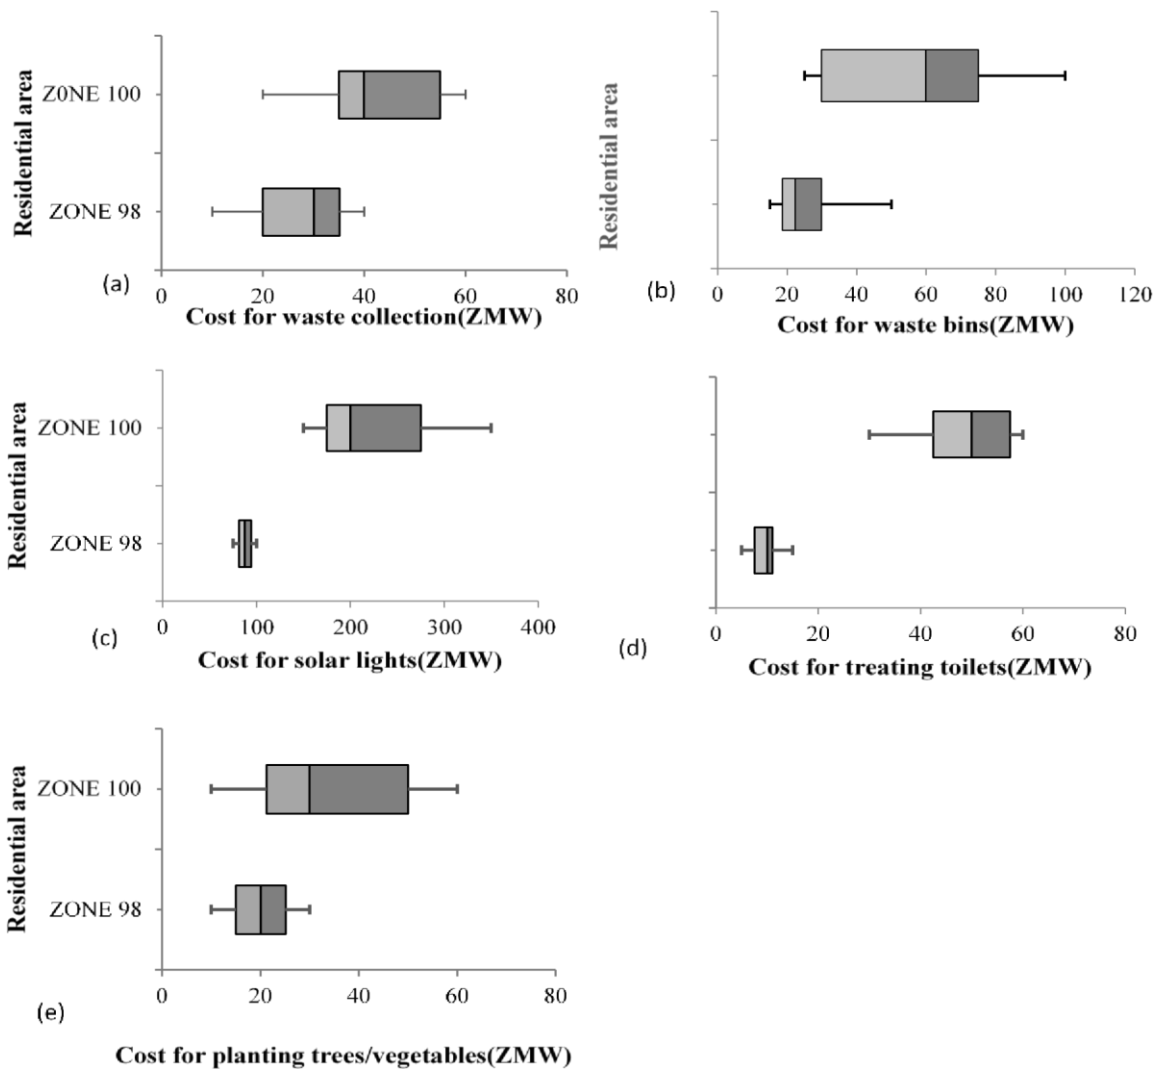 Residential area
Z0NE 100
ZONE 98
0 20 40 60 80
(a)
Cost for waste collection(ZMW)
Residential area
0 20 40 60 80 100 120
(b)
Cost for waste bins(ZMW)
Residential area
ZONE 100
ZONE 98
0 100 200 300 400
(c)
Cost for solar lights(ZMW)
0 20 40 60 80
(d)
Cost for treating toilets(ZMW)
Residential area
ZONE 100
ZONE 98
0 20 40 60 80
(e)
Cost for planting trees/vegetables(ZMW)